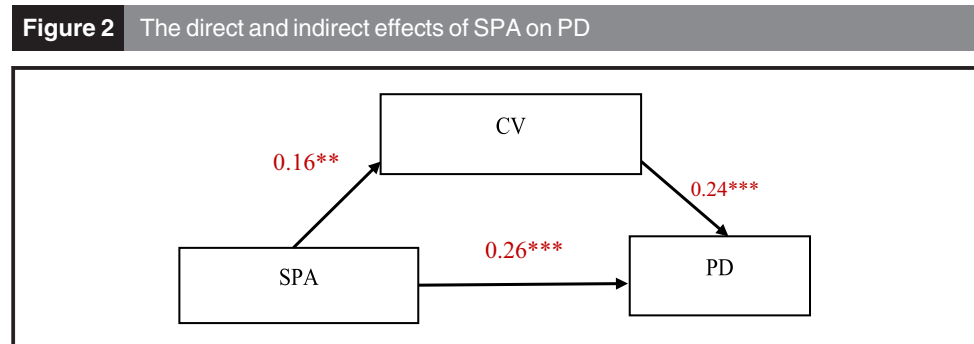 Figure 2 The direct and indirect effects of SPA on PD
CV
0.16**
0.24***
0.26***
SPA
PD